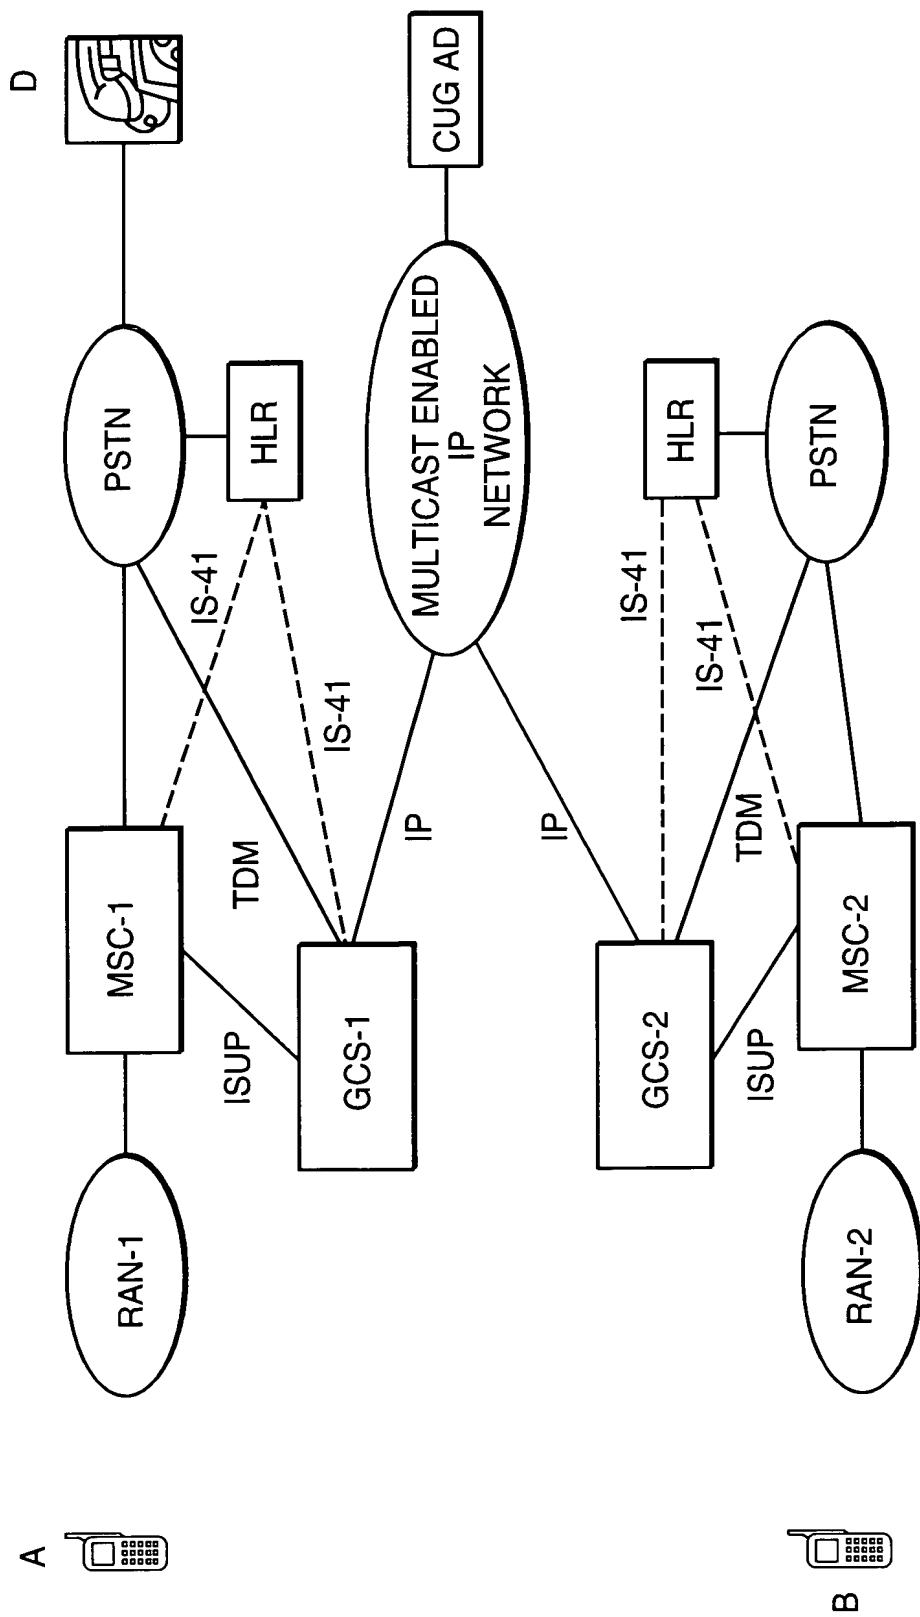 A
RAN-1
MSC-1
PSTN
D
IS-41
HLR
ISUP
TDM
IS-41
GCS-1
IP
MULTICAST ENABLED
IP
NETWORK
CUG AD
IP
GCS-2
IS-41
HLR
IS-41
ISUP
TDM
B
RAN-2
MSC-2
PSTN